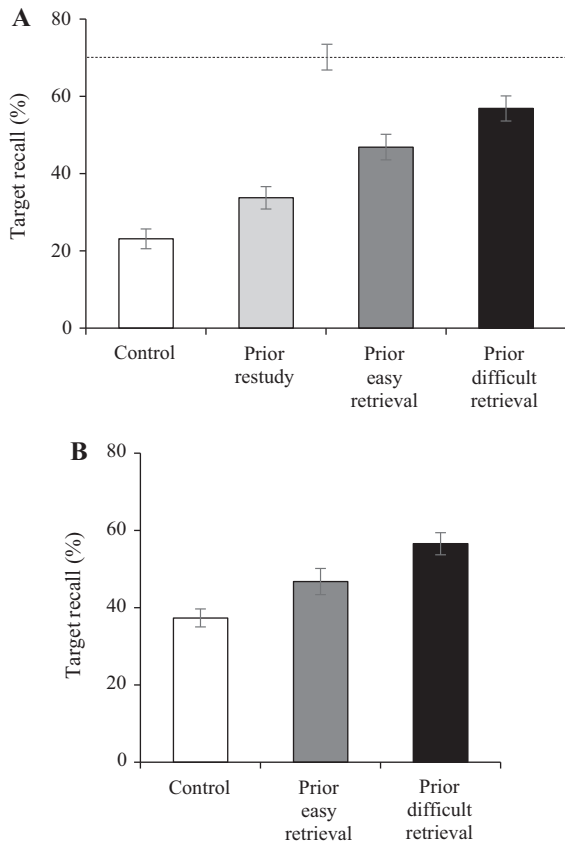 A
Target recall (%)
80
60
40
20
0
Control
Prior
restudy
Prior
easy
retrieval
Prior
difficult
retrieval
B
Target recall (%)
80
60
40
20
0
Control
Prior
easy
retrieval
Prior
difficult
retrieval